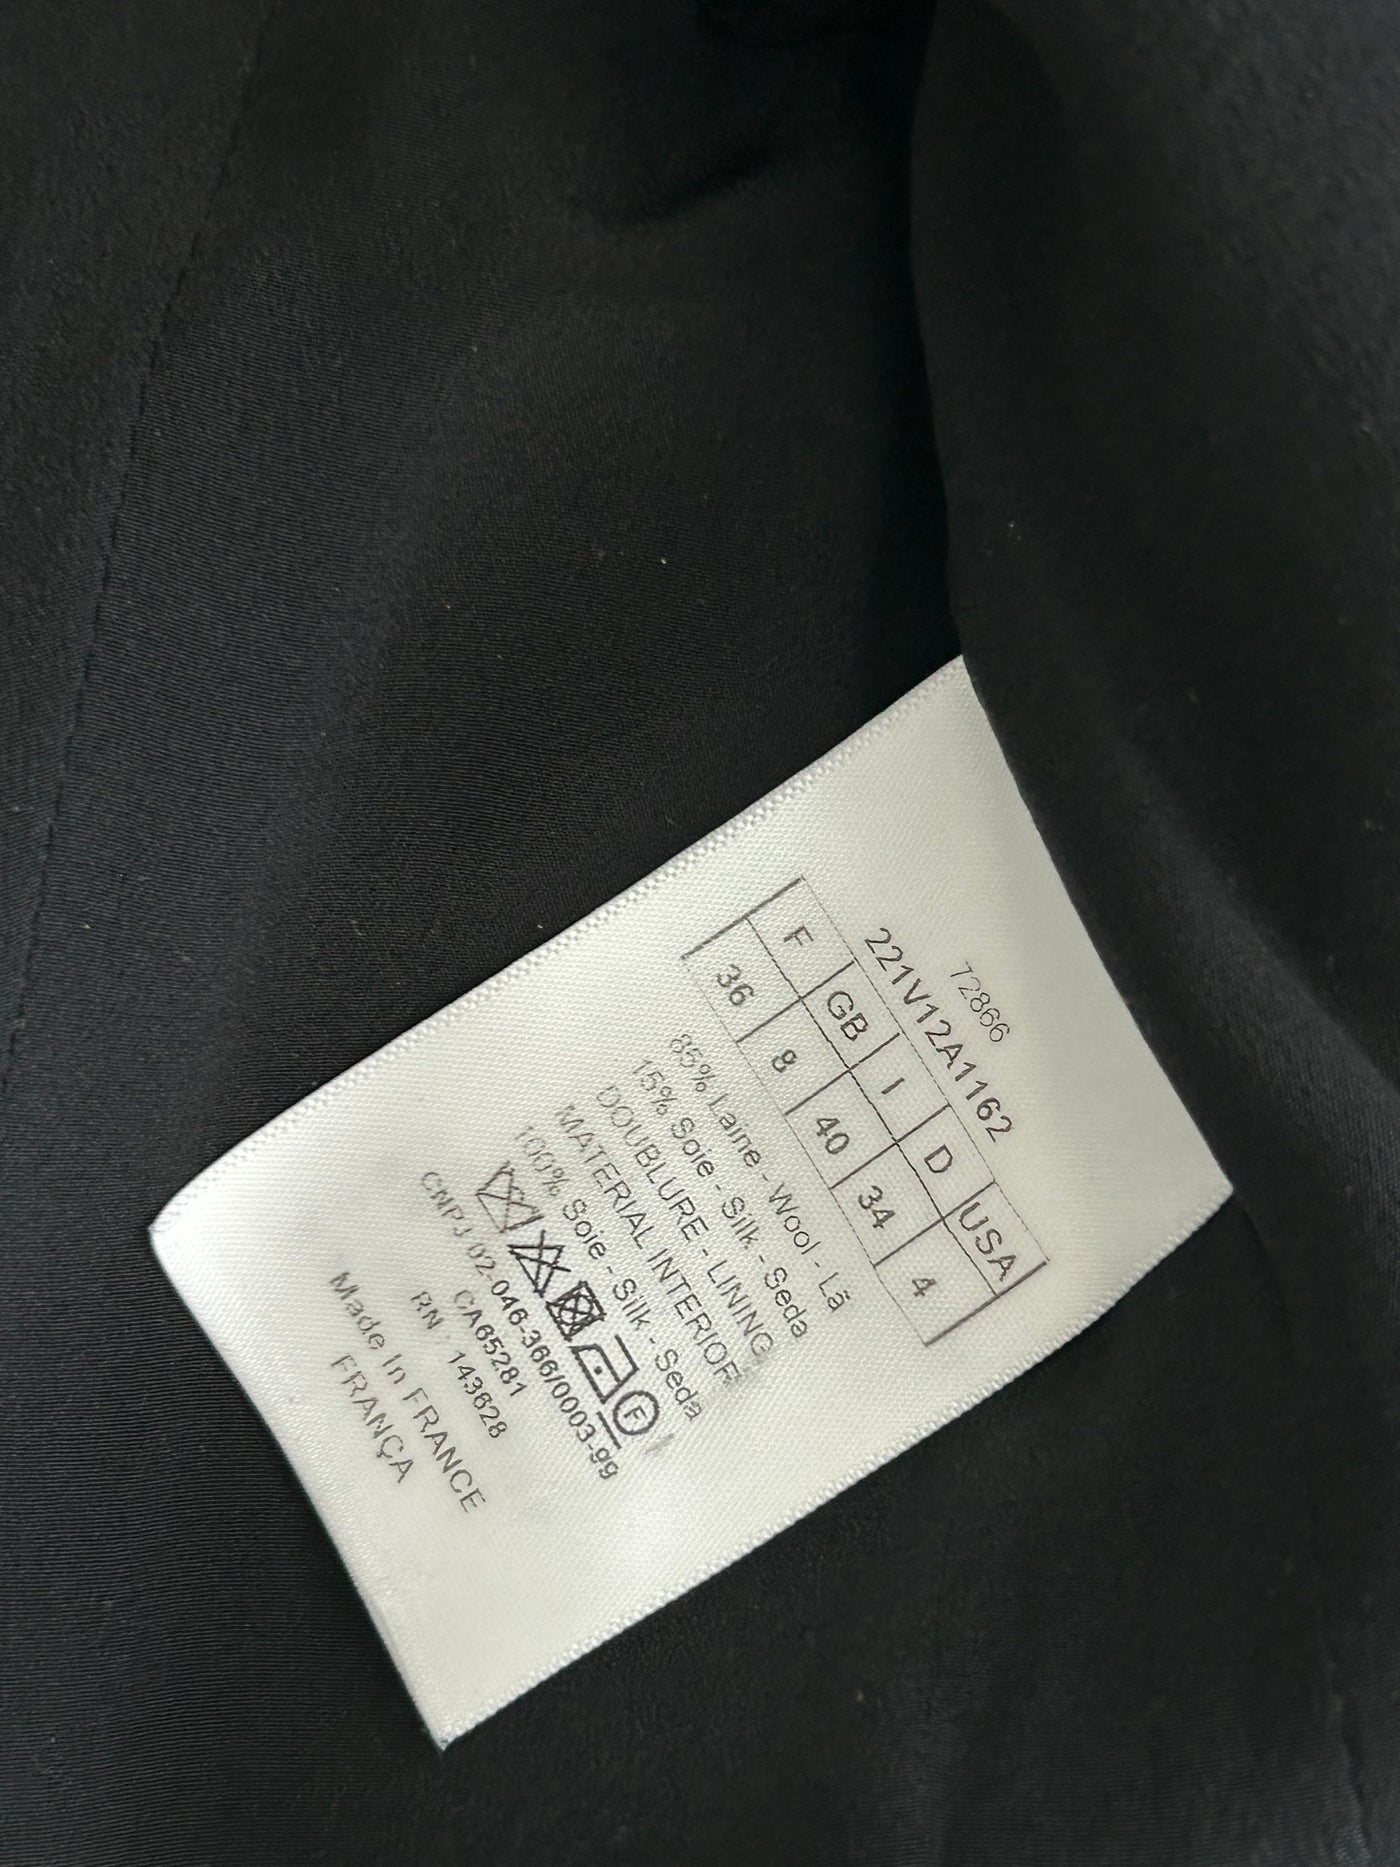 72866
221V12A1162
F GB I D USA
36 8 40 34 4
85% Laine - Wool - Lã
15% Soie - Silk - Seda
DOUBLURE - LINING
MATERIAL INTERIOR
100% Soie - Silk - Seda
F
CNPJ 02-046-366/0003-99
CA65281
RN : 143628
Made In FRANCE
FRANÇA